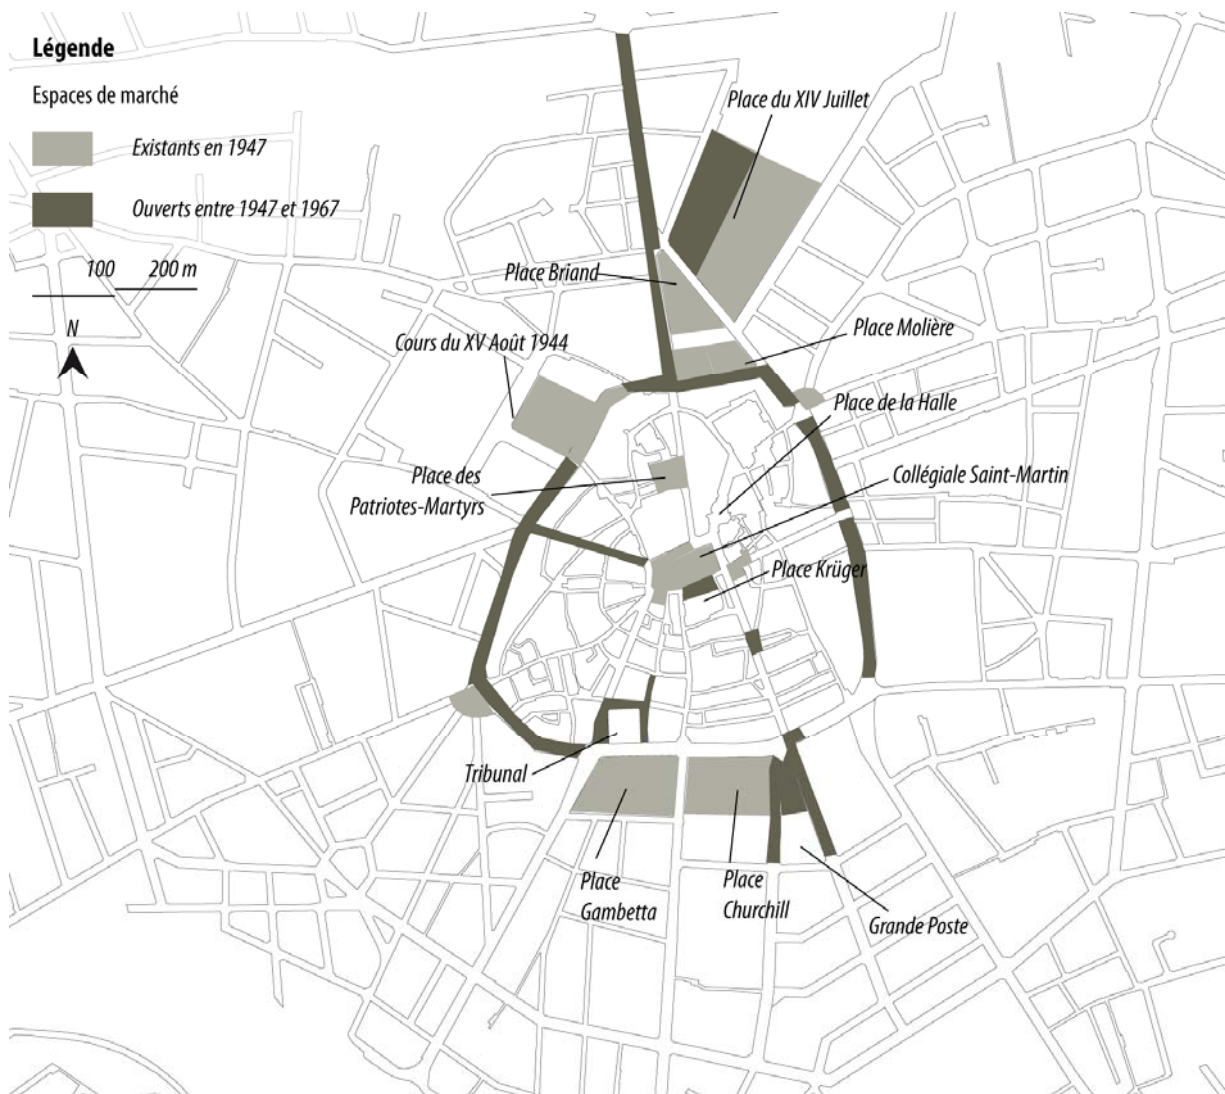 Légende
Espaces de marché
Existants en 1947
Ouverts entre 1947 et 1967
100 200 m
N
Place du XIV Juillet
Place Briand
Cours du XV Août 1944
Place Molière
Place de la Halle
Place des
Patriotes-Martyrs
Collégiale Saint-Martin
Place Krüger
Tribunal
Place
Gambetta
Place
Churchill
Grande Poste